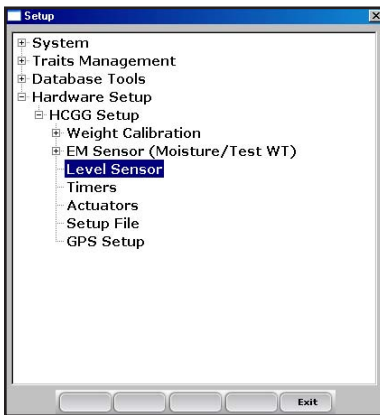 Setup
System
Traits Management
Database Tools
Hardware Setup
HCGG Setup
Weight Calibration
EM Sensor (Moisture/Test WT)
Level Sensor
Timers
Actuators
Setup File
GPS Setup
Exit